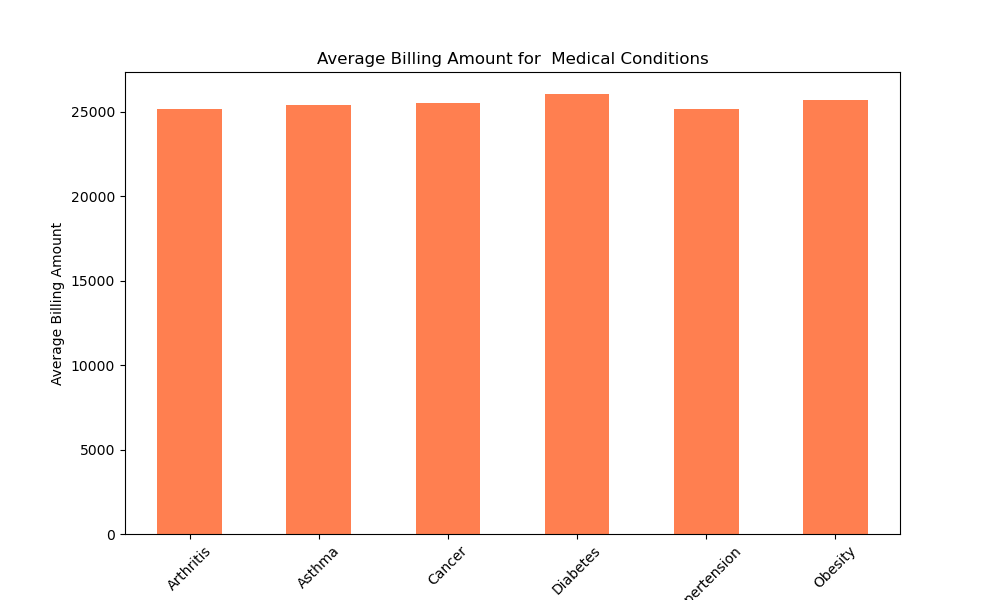 Average Billing Amount for  Medical Conditions
Average Billing Amount
25000
20000
15000
10000
5000
0
Arthritis
Asthma
Cancer
Diabetes
pertension
Obesity